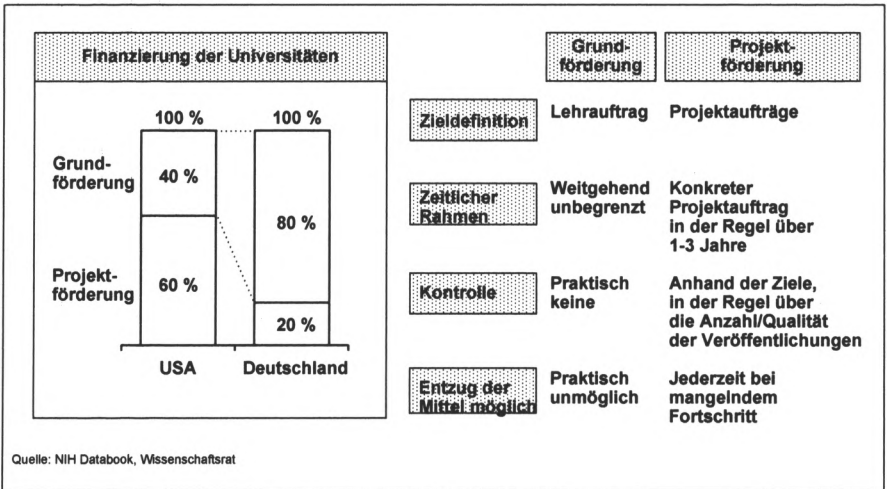 Finanzierung der Universitäten
100 %
100 %
Grund-
förderung
40 %
80 %
Projekt-
förderung
60 %
20 %
USA
Deutschland
Grund-
förderung
Projekt-
förderung
Zieldefinition
Lehrauftrag
Projektaufträge
Zeitlicher
Rahmen
Weitgehend
unbegrenzt
Konkreter
Projektauftrag
in der Regel über
1-3 Jahre
Kontrolle
Praktisch
keine
Anhand der Ziele,
in der Regel über
die Anzahl/Qualität
der Veröffentlichungen
Entzug der
Mittel möglich
Praktisch
unmöglich
Jederzeit bei
mangelndem
Fortschritt
Quelle: NIH Databook, Wissenschaftsrat